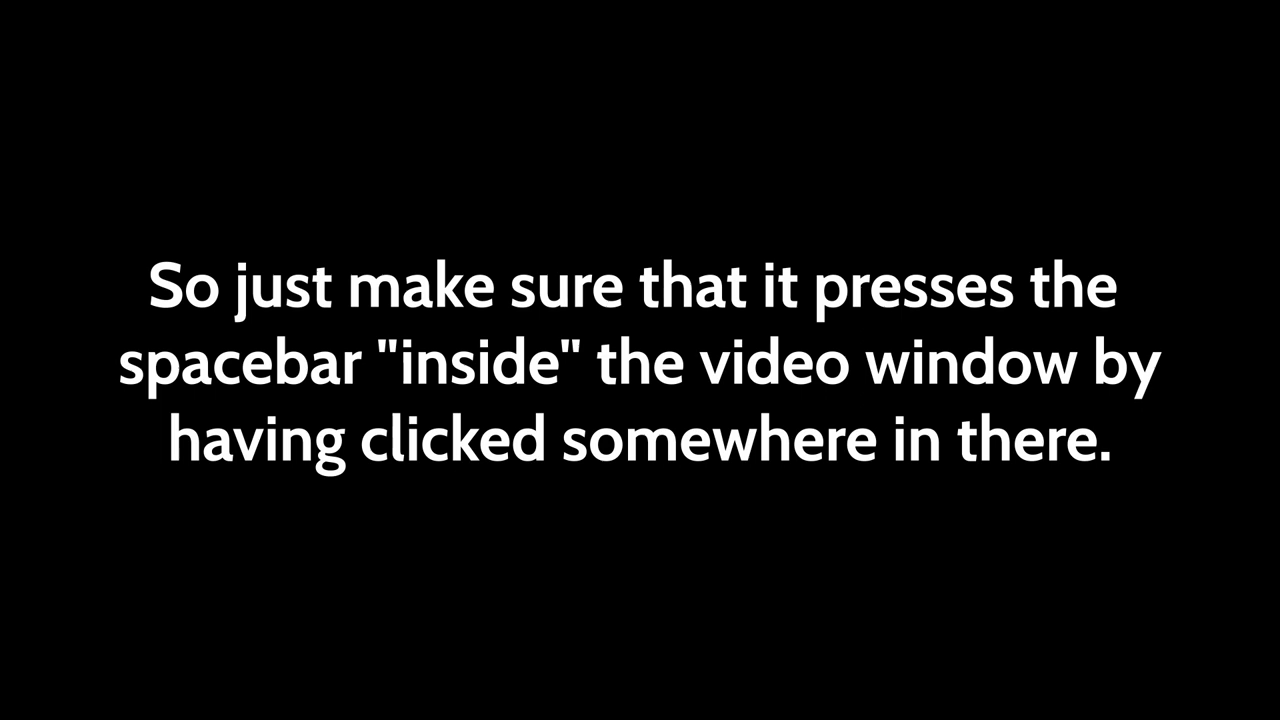 So just make sure that it presses the
spacebar "inside" the video window by
having clicked somewhere in there.